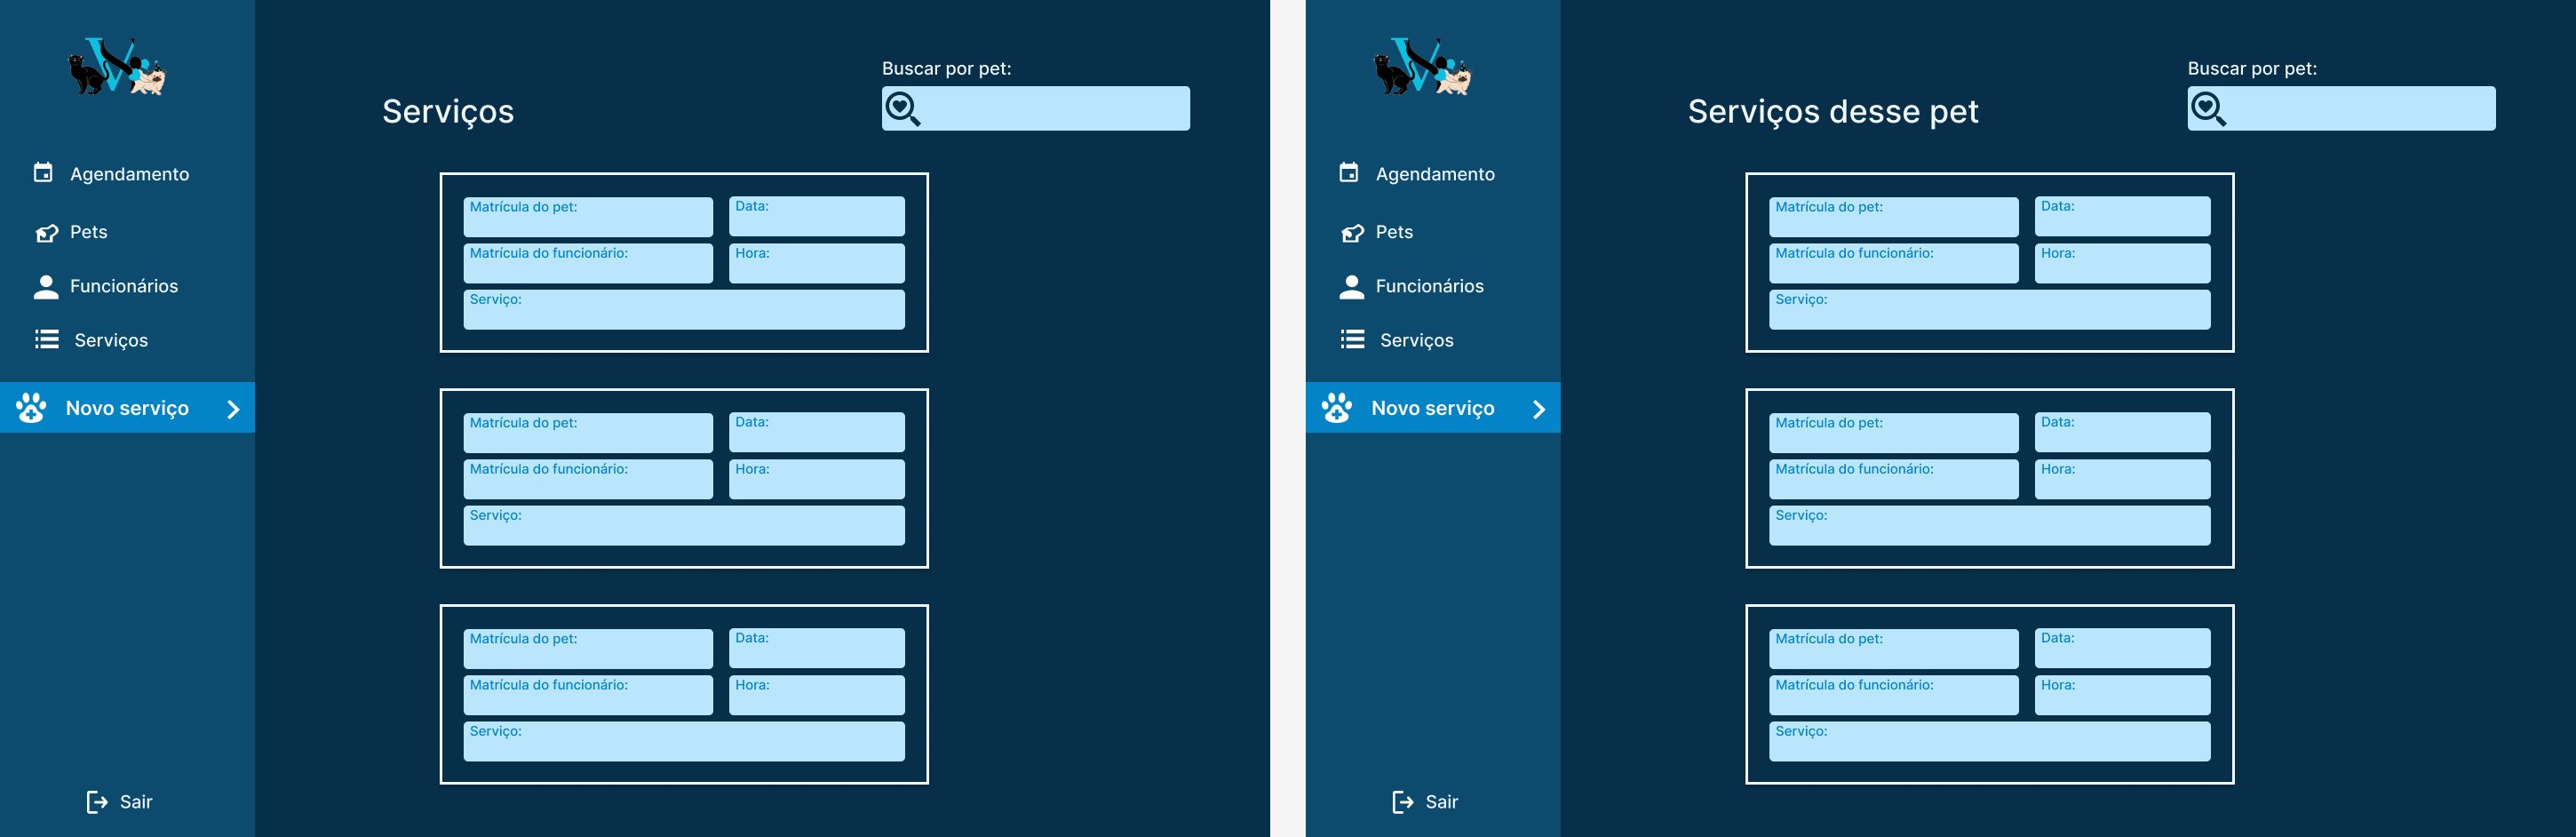 Buscar por pet:
Serviços
Agendamento
Pets
Funcionários
Serviços
Novo serviço
Sair
Matrícula do pet:
Data:
Matrícula do funcionário:
Hora:
Serviço:
Matrícula do pet:
Data:
Matrícula do funcionário:
Hora:
Serviço:
Matrícula do pet:
Data:
Matrícula do funcionário:
Hora:
Serviço:
Buscar por pet:
Serviços desse pet
Agendamento
Pets
Funcionários
Serviços
Novo serviço
Sair
Matrícula do pet:
Data:
Matrícula do funcionário:
Hora:
Serviço:
Matrícula do pet:
Data:
Matrícula do funcionário:
Hora:
Serviço:
Matrícula do pet:
Data:
Matrícula do funcionário:
Hora:
Serviço: